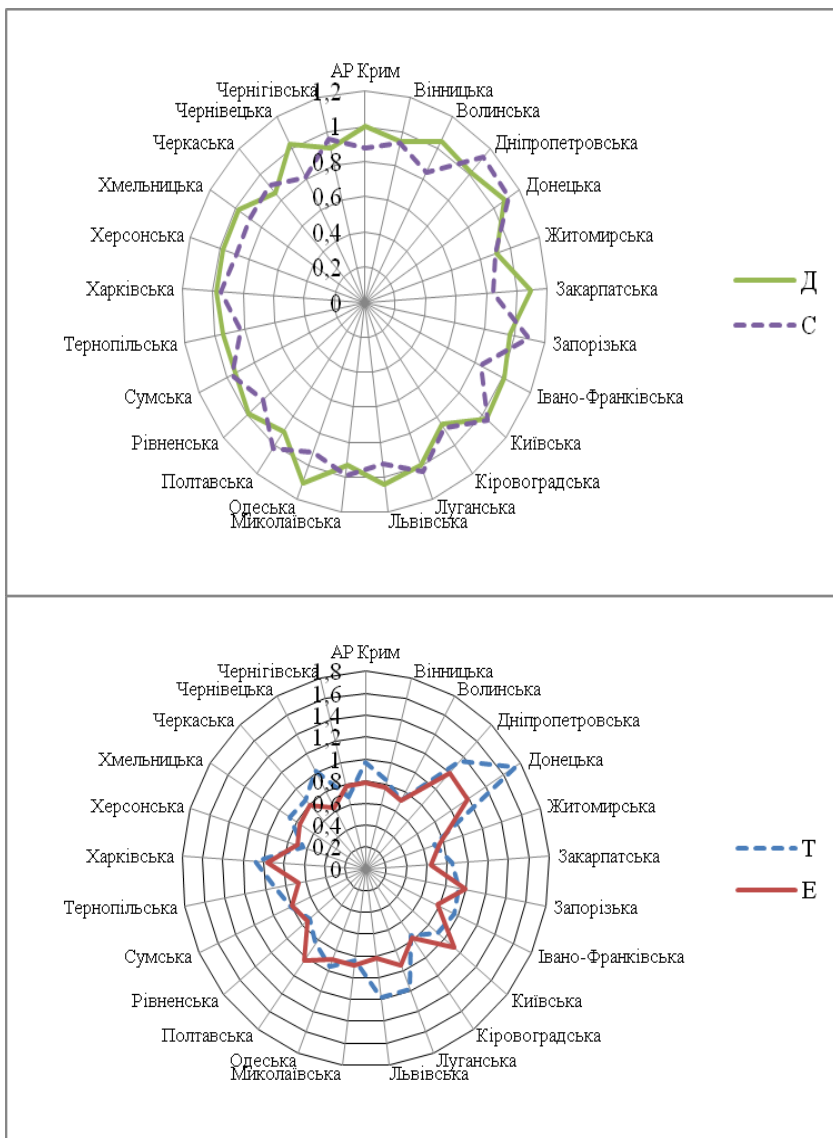 АР Крим
Чернігівська
Вінницька
1,2
Чернівецька
Волинська
1
Черкаська
Дніпропетровська
0,8
Хмельницька
Донецька
0,6
Херсонська
Житомирська
0,4
Харківська
0,2
Закарпатська
0
Тернопільська
Запорізька
Сумська
Івано-Франківська
Рівненська
Київська
Полтавська
Кіровоградська
Одеська
Луганська
Миколаївська
Львівська
Д
С
АР Крим
Чернігівська
Вінницька
1,8
Чернівецька
Волинська
1,6
Черкаська
1,4
Дніпропетровська
1,2
Хмельницька
Донецька
1
0,8
Херсонська
Житомирська
0,6
0,4
Харківська
0,2
Закарпатська
0
Тернопільська
Запорізька
Сумська
Івано-Франківська
Рівненська
Київська
Полтавська
Кіровоградська
Одеська
Луганська
Миколаївська
Львівська
Т
Е